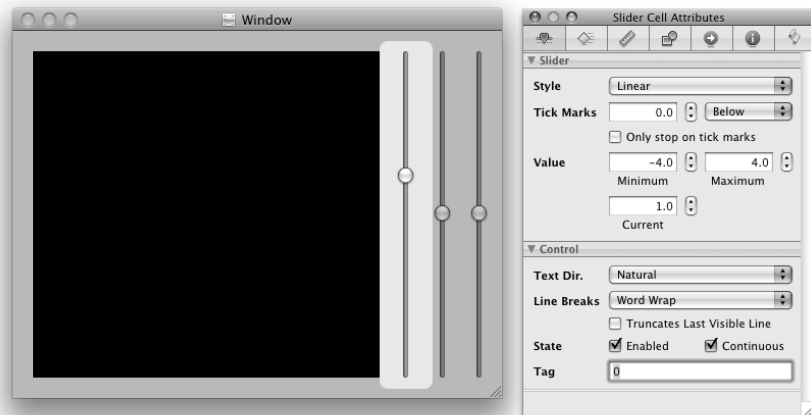 Window
Slider Cell Attributes
Slider
Style Linear
Tick Marks 0.0 Below
Only stop on tick marks
Value -4.0 4.0
Minimum Maximum
1.0
Current
Control
Text Dir. Natural
Line Breaks Word Wrap
Truncates Last Visible Line
State Enabled Continuous
Tag 0